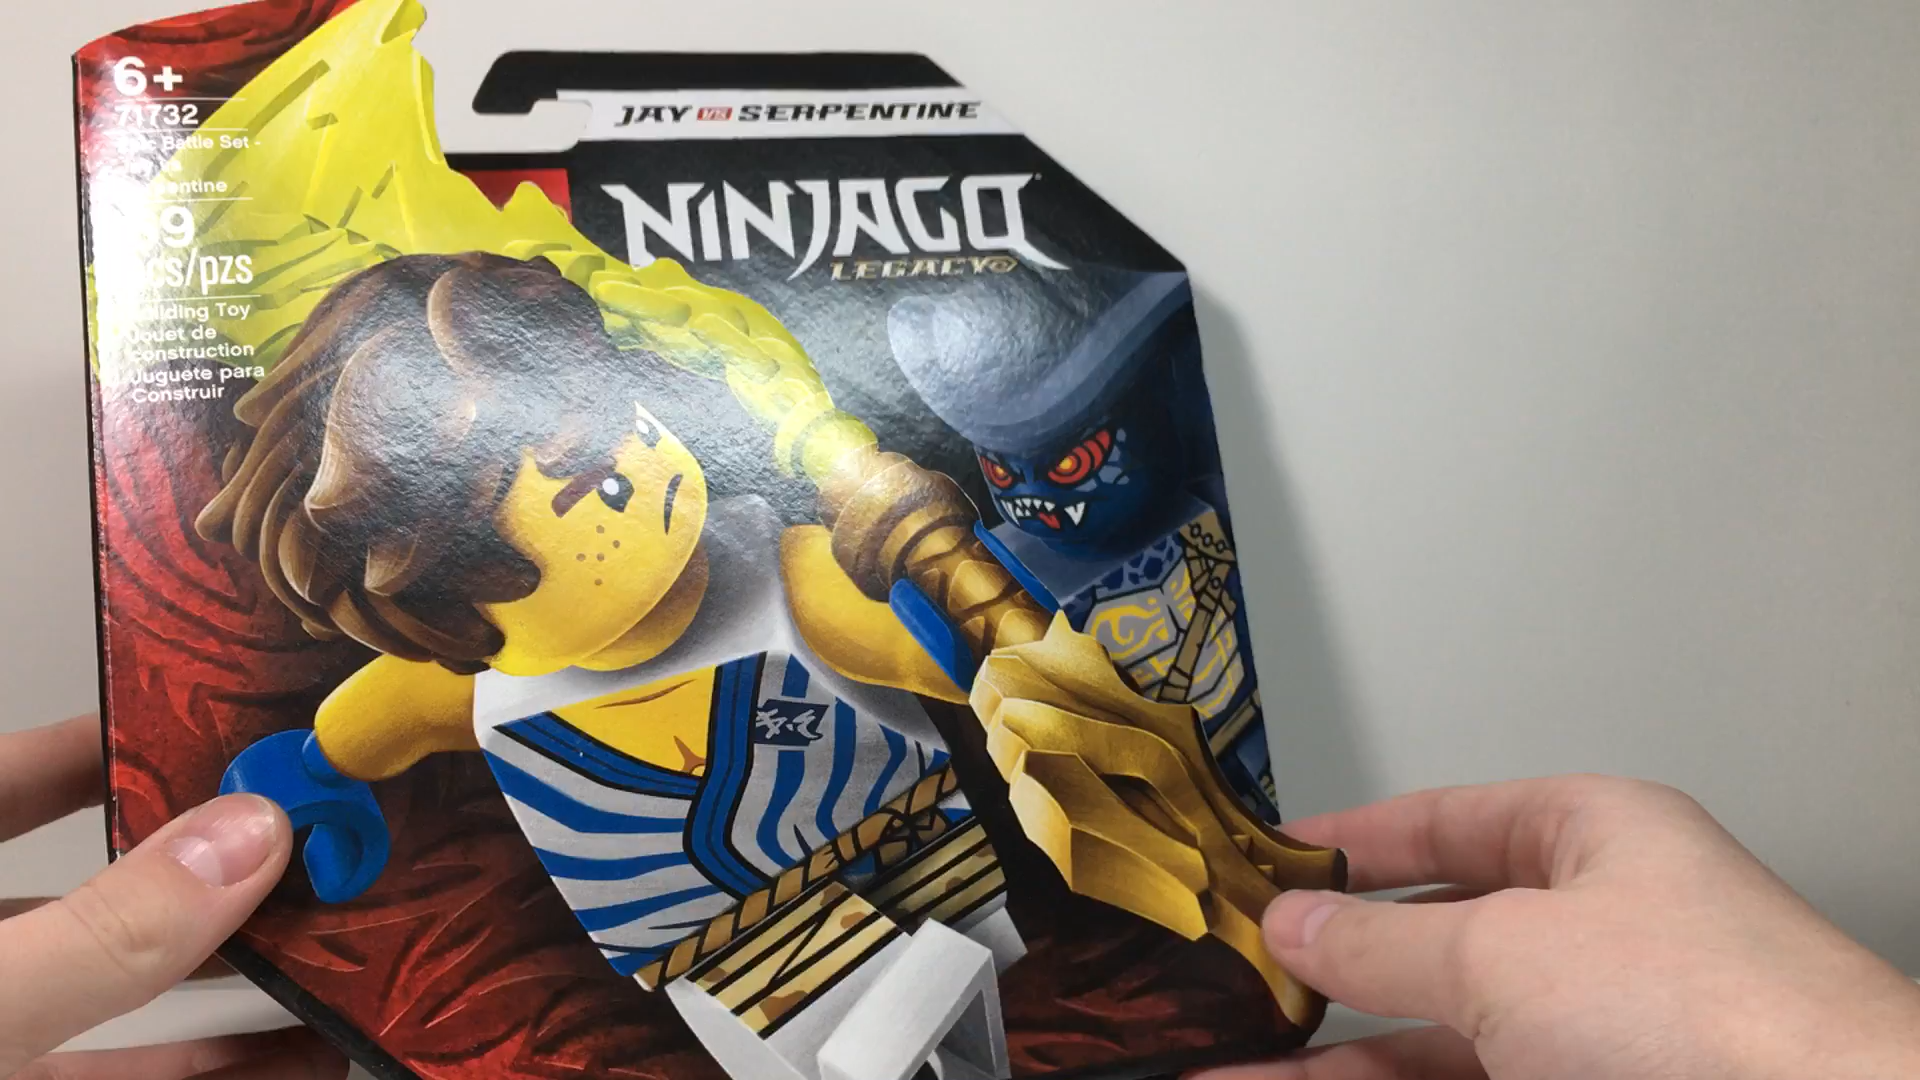 6+
71732
Battle Set -
9
pcs/pzs
Building Toy
Jouet de
construction
Juguete para
Construir
JAY VS SERPENTINE
NINJAGO
LEGACY